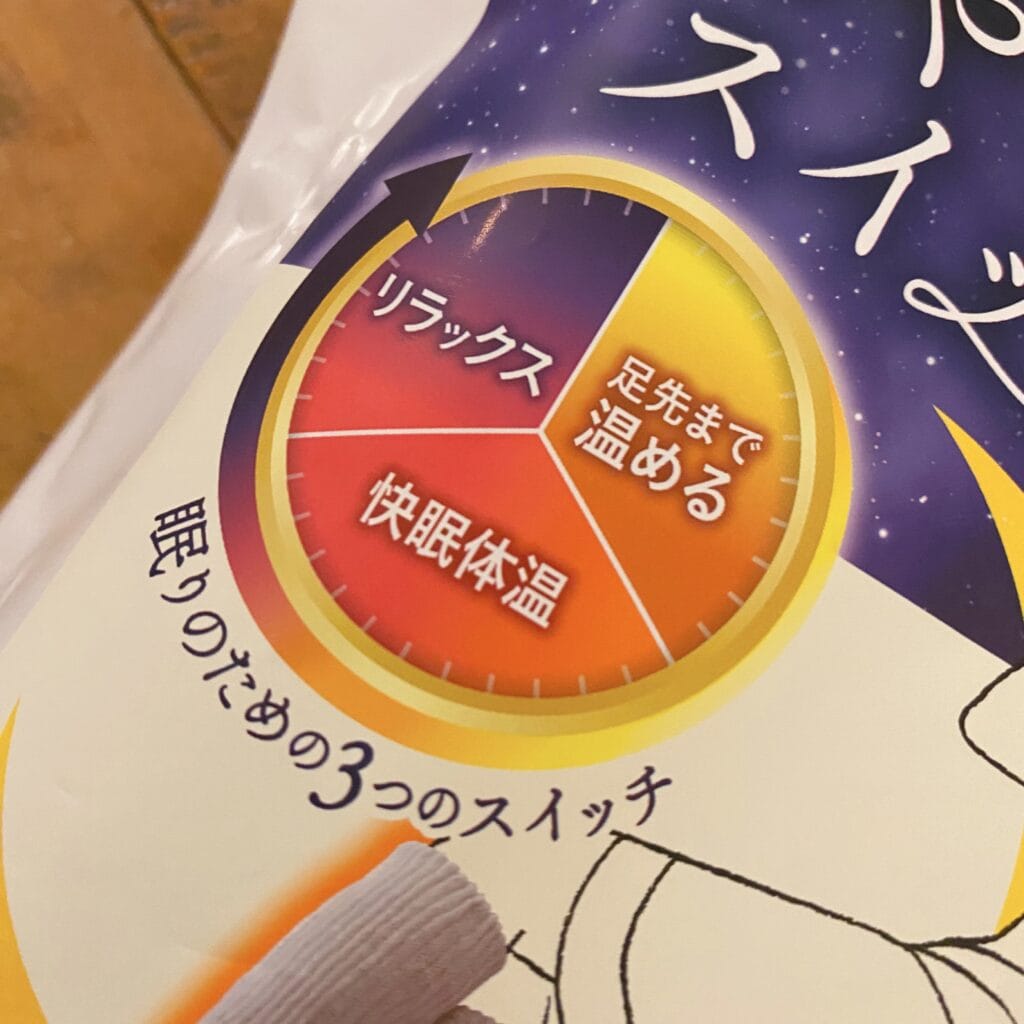 スイッ
リラックス
足先まで
温める
快眠体温
眠りのための3つのスイッチ